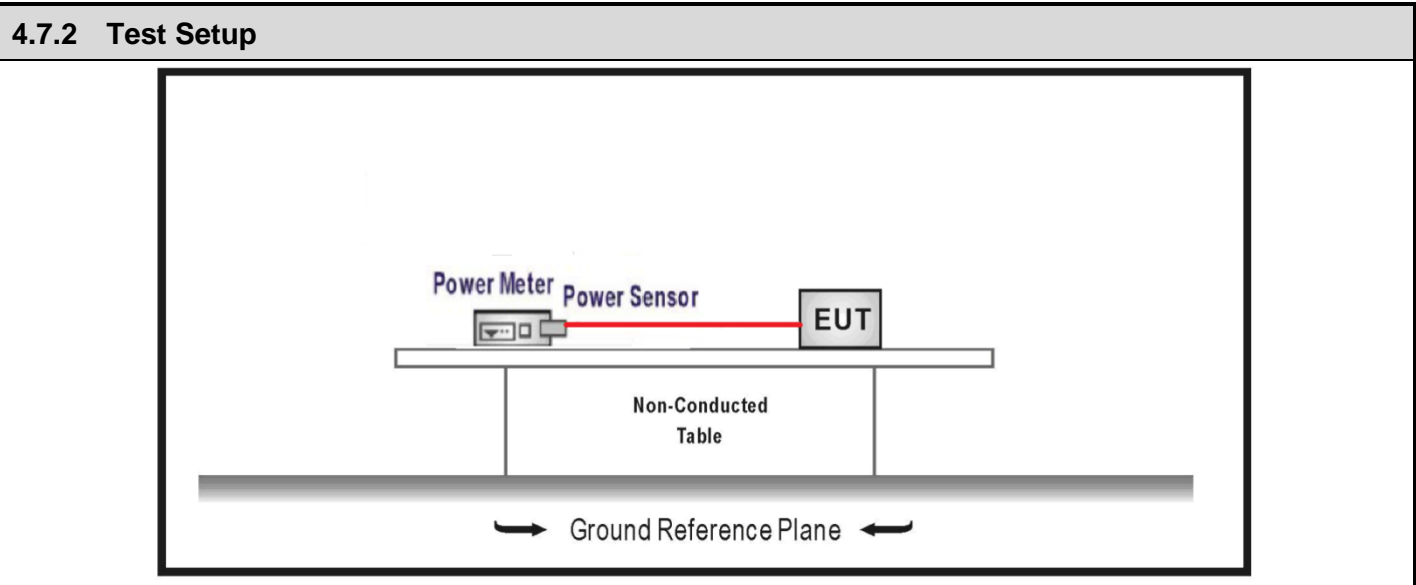 4.7.2 Test Setup
Power Meter
Power Sensor
EUT
Non-Conducted
Table
Ground Reference Plane